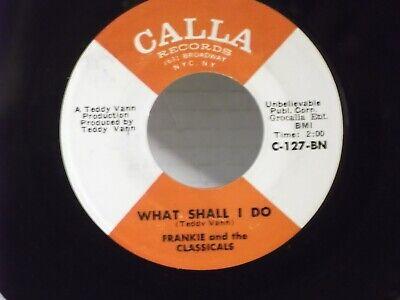 CALLA
RECORDS
1631 BROADWAY
NYC, NY
A Teddy Vann
Production
Produced by
Teddy Vann
Unbelievable
Publ. Corp.
Grocalla Ent.
BMI
Time: 2:00
C-127-BN
WHAT SHALL I DO
(Teddy Vann)
FRANKIE and the
CLASSICALS